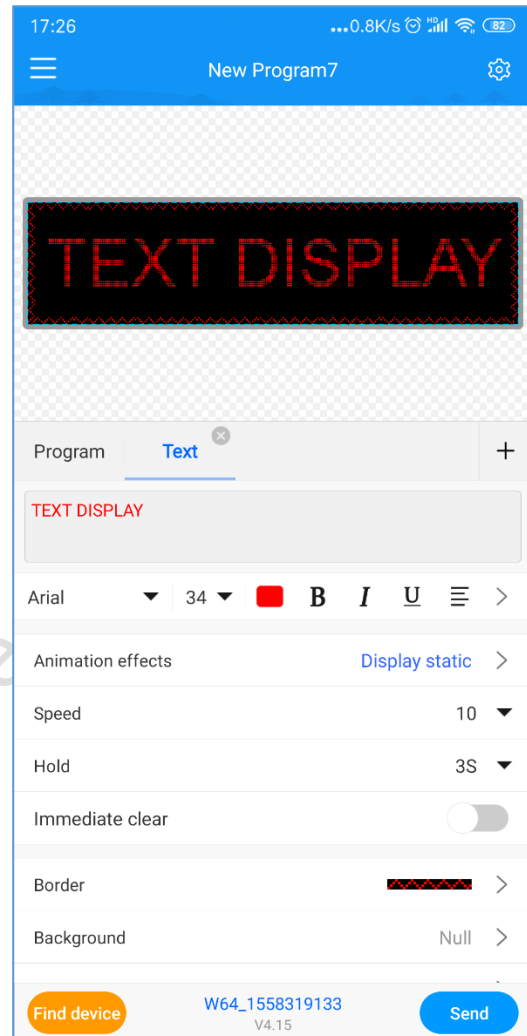 17:26 ...0.8K/s HD 82
New Program7
TEXT DISPLAY
Program Text +
TEXT DISPLAY
Arial 34 B I U
Animation effects Display static
Speed 10
Hold 3S
Immediate clear
Border
Background Null
Find device W64_1558319133 Send
V4.15